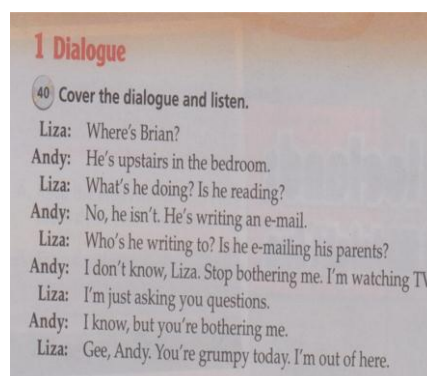 1 Dialogue
40 Cover the dialogue and listen.
Liza: Where's Brian?
Andy: He's upstairs in the bedroom.
Liza: What's he doing? Is he reading?
Andy: No, he isn't. He's writing an e-mail.
Liza: Who's he writing to? Is he e-mailing his parents?
Andy: I don't know, Liza. Stop bothering me. I'm watching TV
Liza: I'm just asking you questions.
Andy: I know, but you're bothering me.
Liza: Gee, Andy. You're grumpy today. I'm out of here.